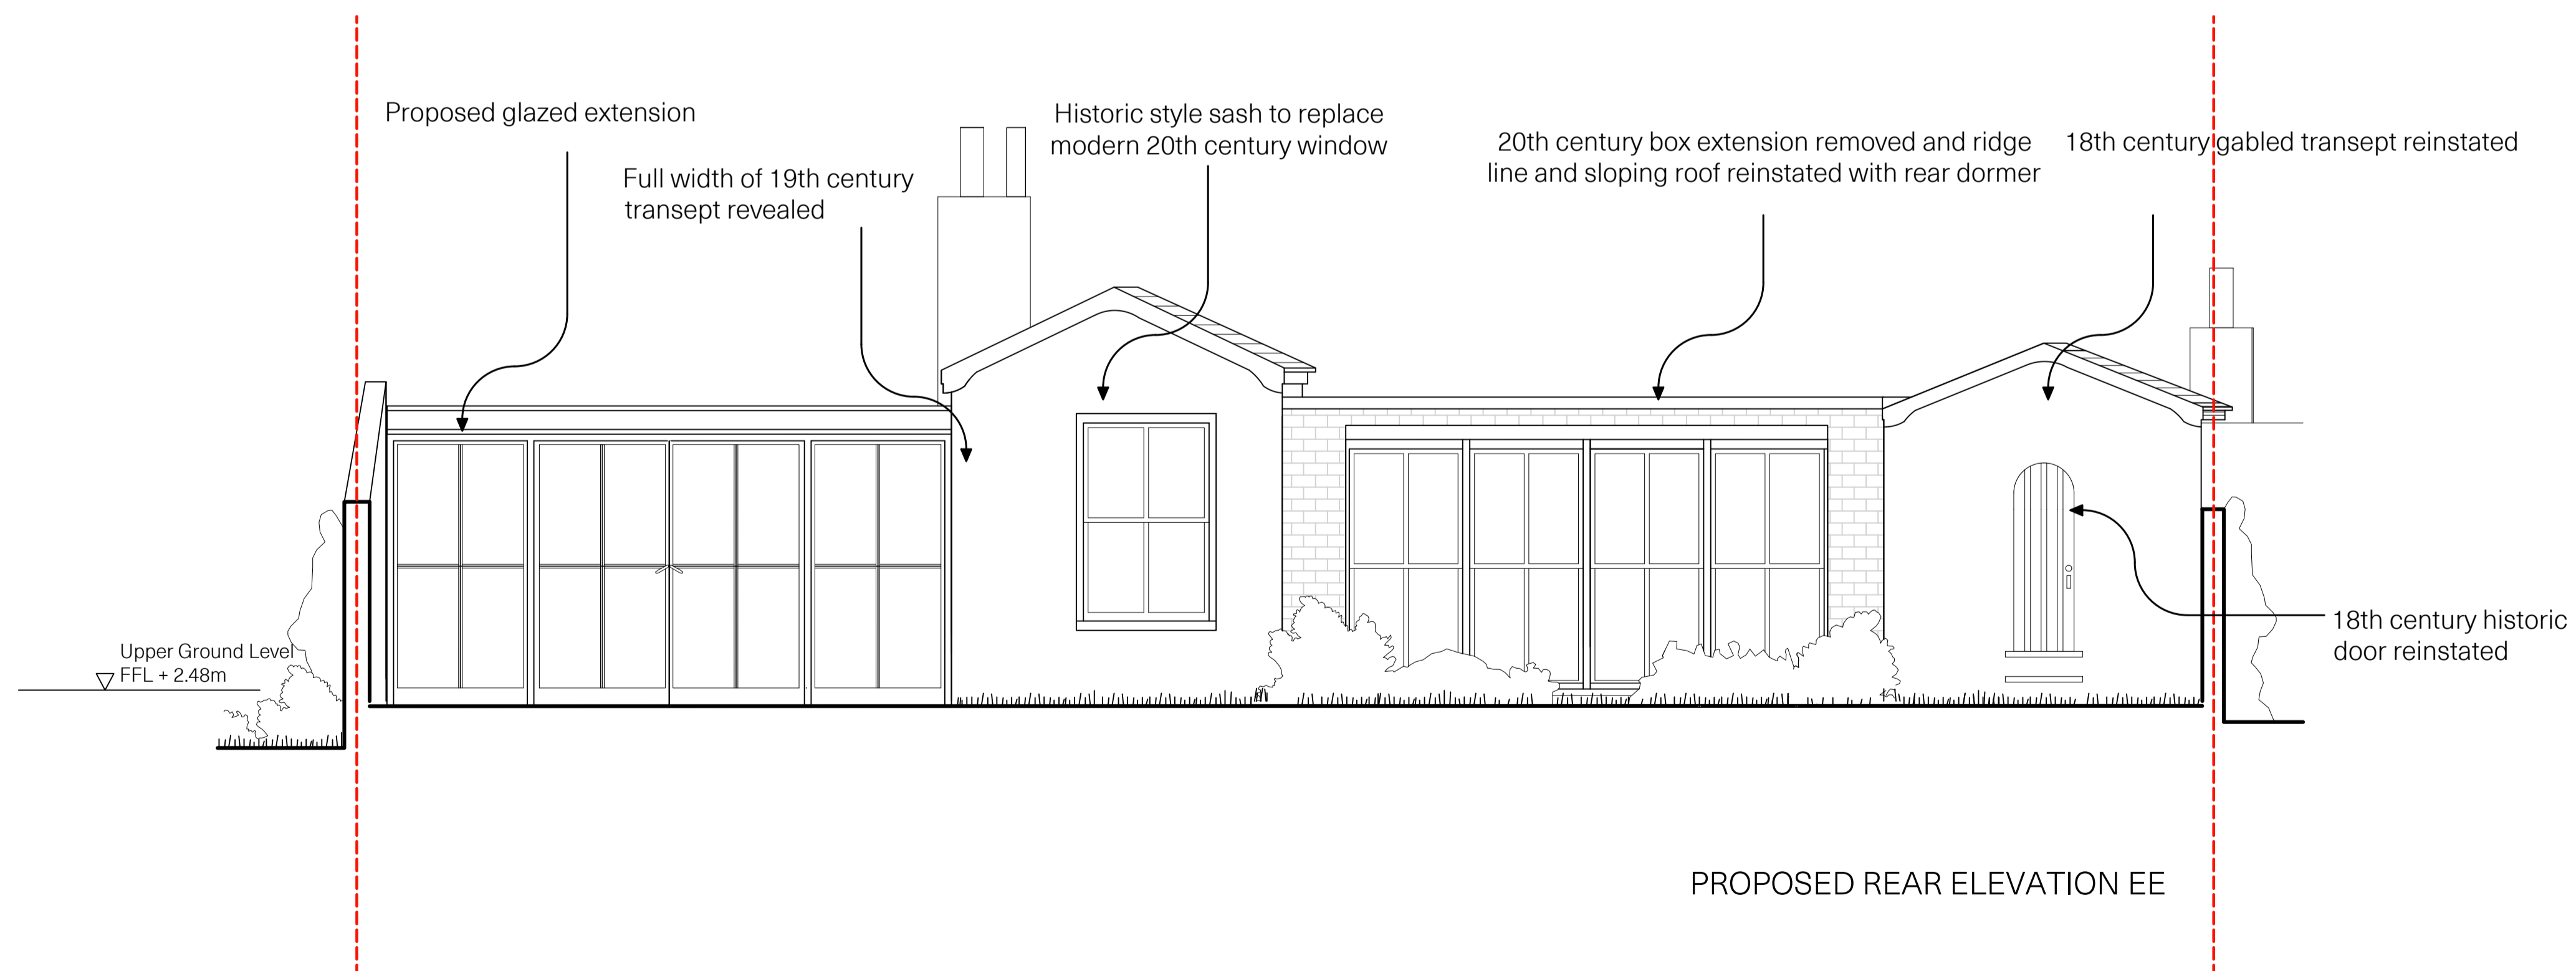 Proposed glazed extension
Full width of 19th century
transept revealed
Historic style sash to replace
modern 20th century window
20th century box extension removed and ridge
line and sloping roof reinstated with rear dormer
18th century gabled transept reinstated
Upper Ground Level
FFL + 2.48m
18th century historic
door reinstated
PROPOSED REAR ELEVATION EE